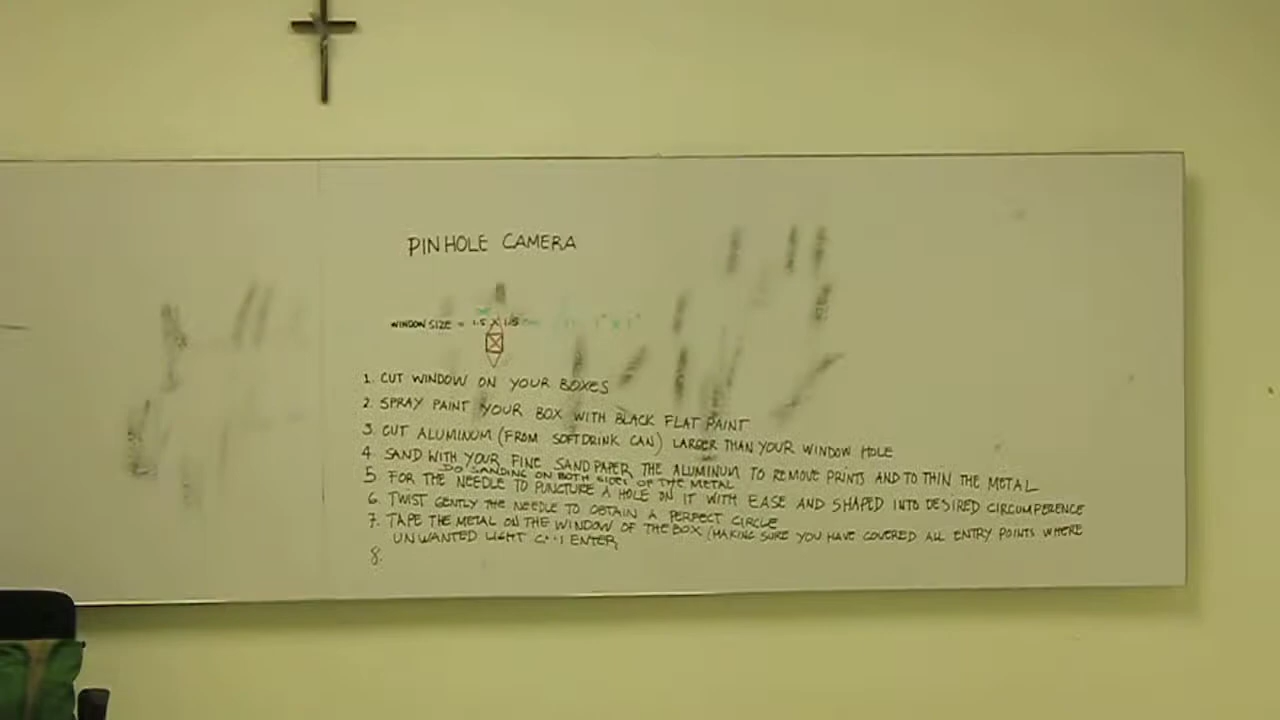 PINHOLE CAMERA
WINDOW SIZE = 1.5 X 1.5
1. CUT WINDOW ON YOUR BOXES
2. SPRAY PAINT YOUR BOX WITH BLACK FLAT PAINT
3. CUT ALUMINUM (FROM SOFTDRINK CAN) LARGER THAN YOUR WINDOW HOLE
4. SAND WITH YOUR FINE SANDPAPER THE ALUMINUM TO REMOVE PRINTS AND TO THIN THE METAL
DO SANDING ON BOTH SIDES OF THE METAL
5. FOR THE NEEDLE TO PUNCTURE A HOLE ON IT WITH EASE AND SHAPED INTO DESIRED CIRCUMPERENCE
6. TWIST GENTLY THE NEEDLE TO OBTAIN A PERFECT CIRCLE
7. TAPE THE METAL ON THE WINDOW OF THE BOX (MAKING SURE YOU HAVE COVERED ALL ENTRY POINTS WHERE
UNWANTED LIGHT ENTER
8.